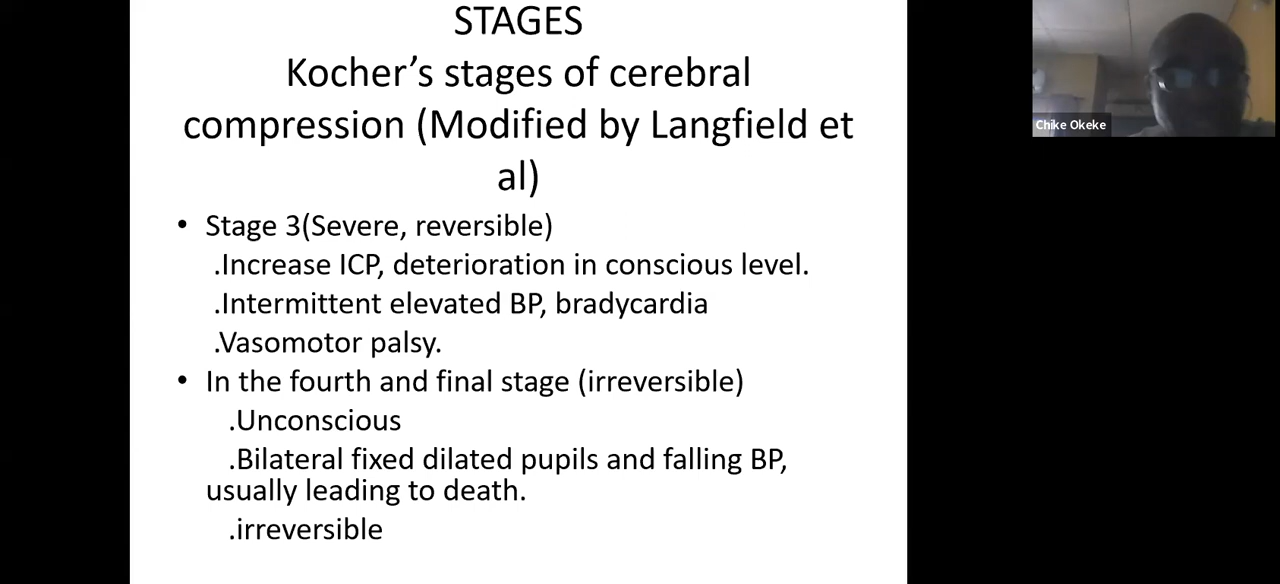 STAGES
Kocher’s stages of cerebral
compression (Modified by Langfield et
al)
• Stage 3(Severe, reversible)
.Increase ICP, deterioration in conscious level.
.Intermittent elevated BP, bradycardia
.Vasomotor palsy.
• In the fourth and final stage (irreversible)
.Unconscious
.Bilateral fixed dilated pupils and falling BP,
usually leading to death.
.irreversible
Chike Okeke